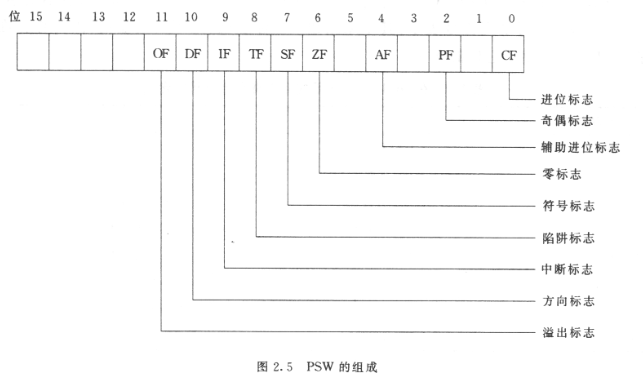 位 15 14 13 12 11 10 9 8 7 6 5 4 3 2 1 0
OF DF IF TF SF ZF AF PF CF
进位标志
奇偶标志
辅助进位标志
零标志
符号标志
陷阱标志
中断标志
方向标志
溢出标志
图 2.5 PSW 的组成